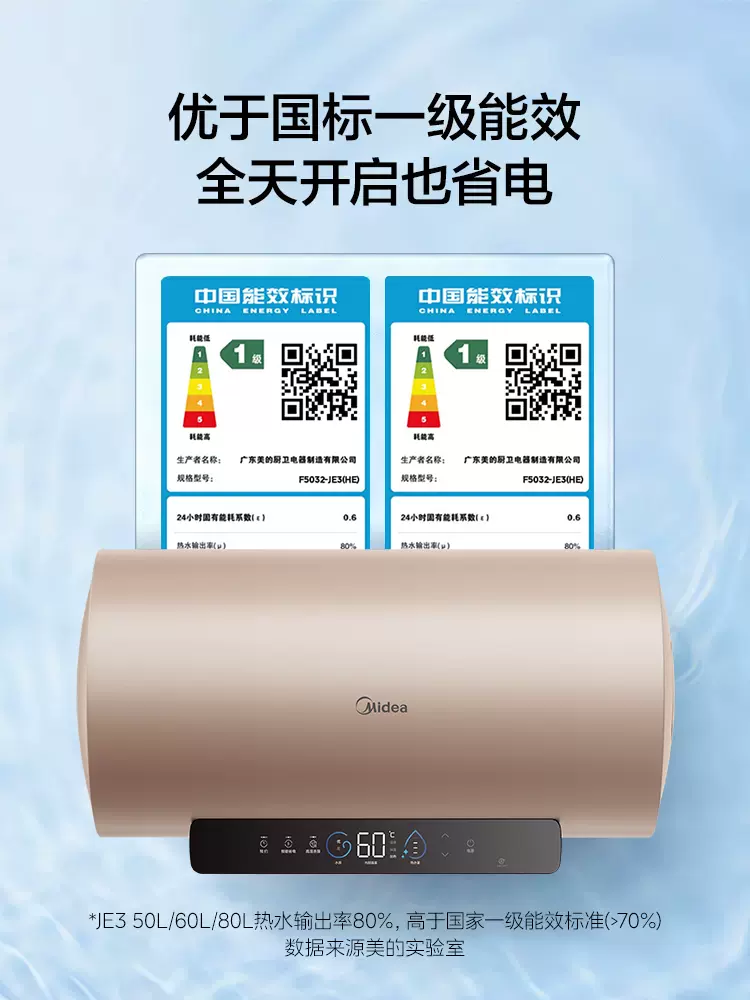 优于国标一级能效
全天开启也省电
中国能效标识
CHINA ENERGY LABEL
耗能低
1
2
3
4
5
耗能高
1级
生产者名称： 广东美的厨卫电器制造有限公司
规格型号： F5032-JE3(HE)
24小时固有能耗系数(ε) 0.6
热水输出率(μ) 80%
中国能效标识
CHINA ENERGY LABEL
耗能低
1
2
3
4
5
耗能高
1级
生产者名称： 广东美的厨卫电器制造有限公司
规格型号： F5032-JE3(HE)
24小时固有能耗系数(ε) 0.6
热水输出率(μ) 80%
Midea
60℃
*JE3 50L/60L/80L热水输出率80%，高于国家一级能效标准(>70%)
数据来源美的实验室